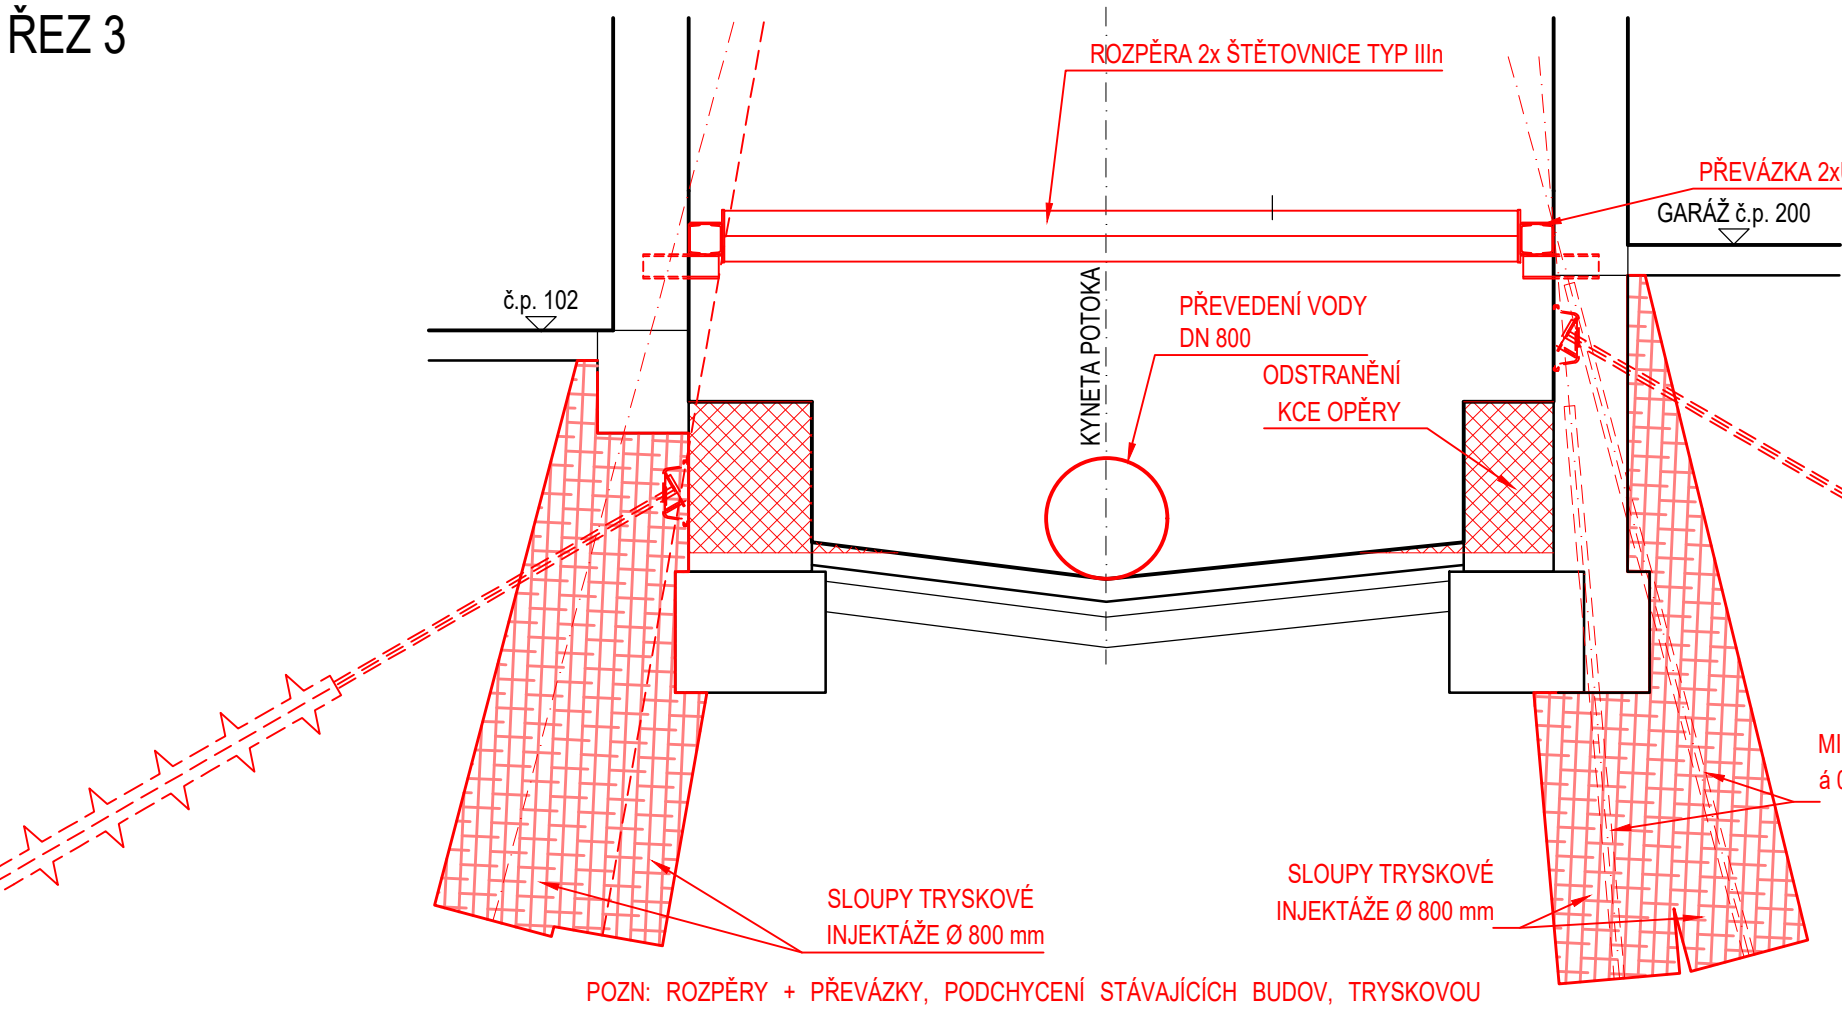 ŘEZ 3
ROZPĚRA 2x ŠTĚTOVNICE TYP IIIn
PŘEVÁZKA 2x
GARÁŽ č.p. 200
č.p. 102
KYNETA POTOKA
PŘEVEDENÍ VODY
DN 800
ODSTRANĚNÍ
KCE OPĚRY
MI
á 0
SLOUPY TRYSKOVÉ
INJEKTÁŽE Ø 800 mm
SLOUPY TRYSKOVÉ
INJEKTÁŽE Ø 800 mm
POZN: ROZPĚRY + PŘEVÁZKY, PODCHYCENÍ STÁVAJÍCÍCH BUDOV, TRYSKOVOU